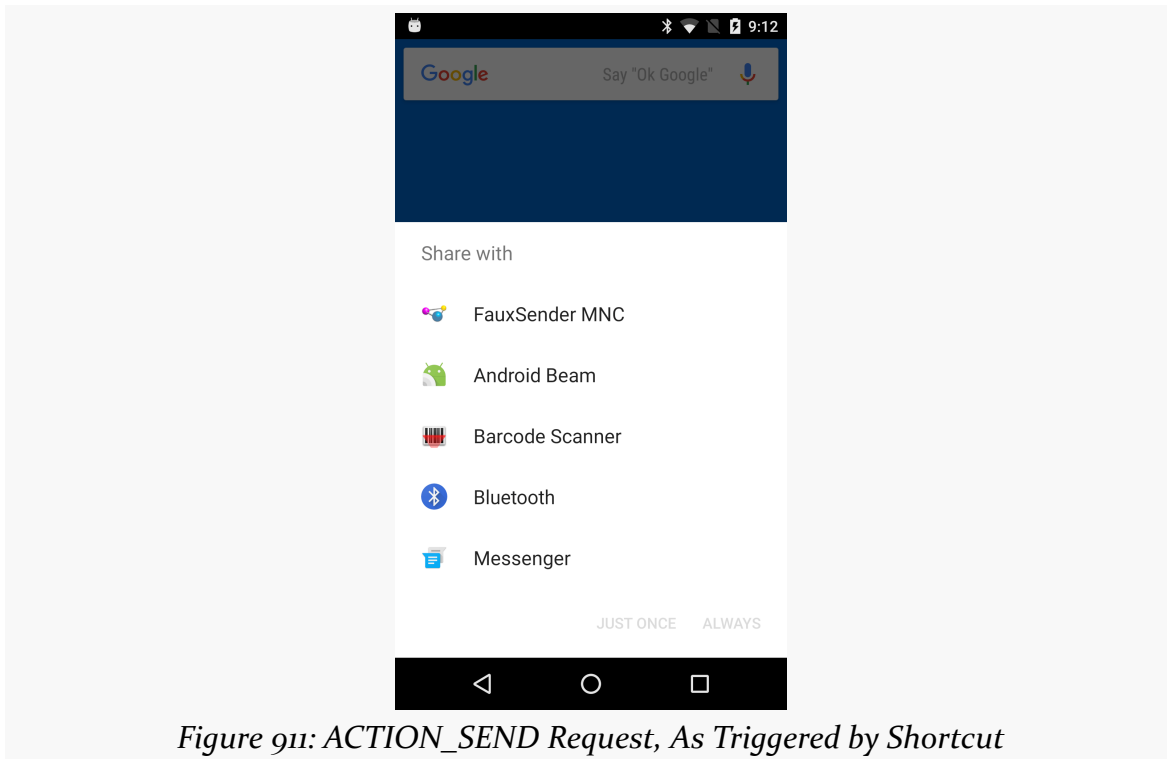 9:12
Google Say "Ok Google"
Share with
FauxSender MNC
Android Beam
Barcode Scanner
Bluetooth
Messenger
JUST ONCE ALWAYS
Figure 911: ACTION_SEND Request, As Triggered by Shortcut